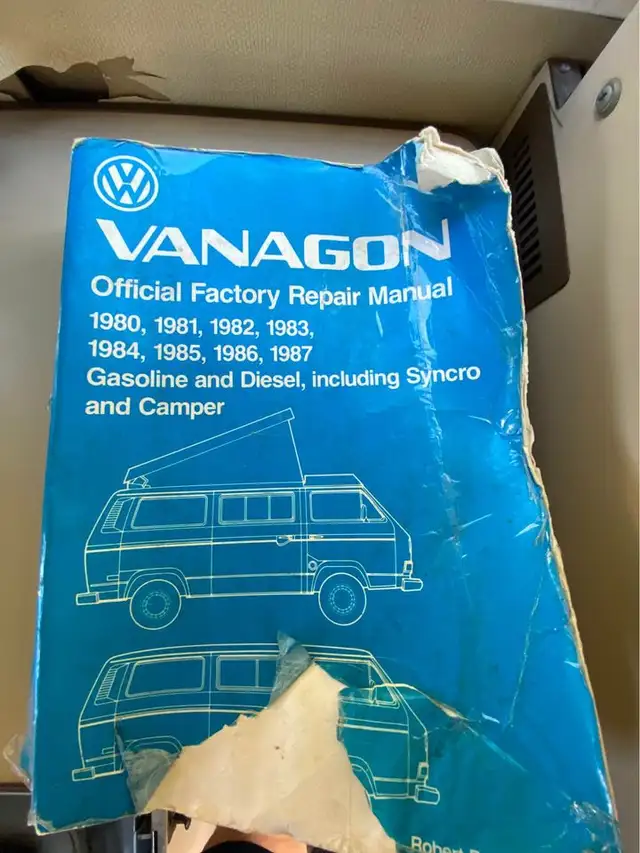 VANAGON
Official Factory Repair Manual
1980, 1981, 1982, 1983,
1984, 1985, 1986, 1987
Gasoline and Diesel, including Syncro
and Camper
Robert